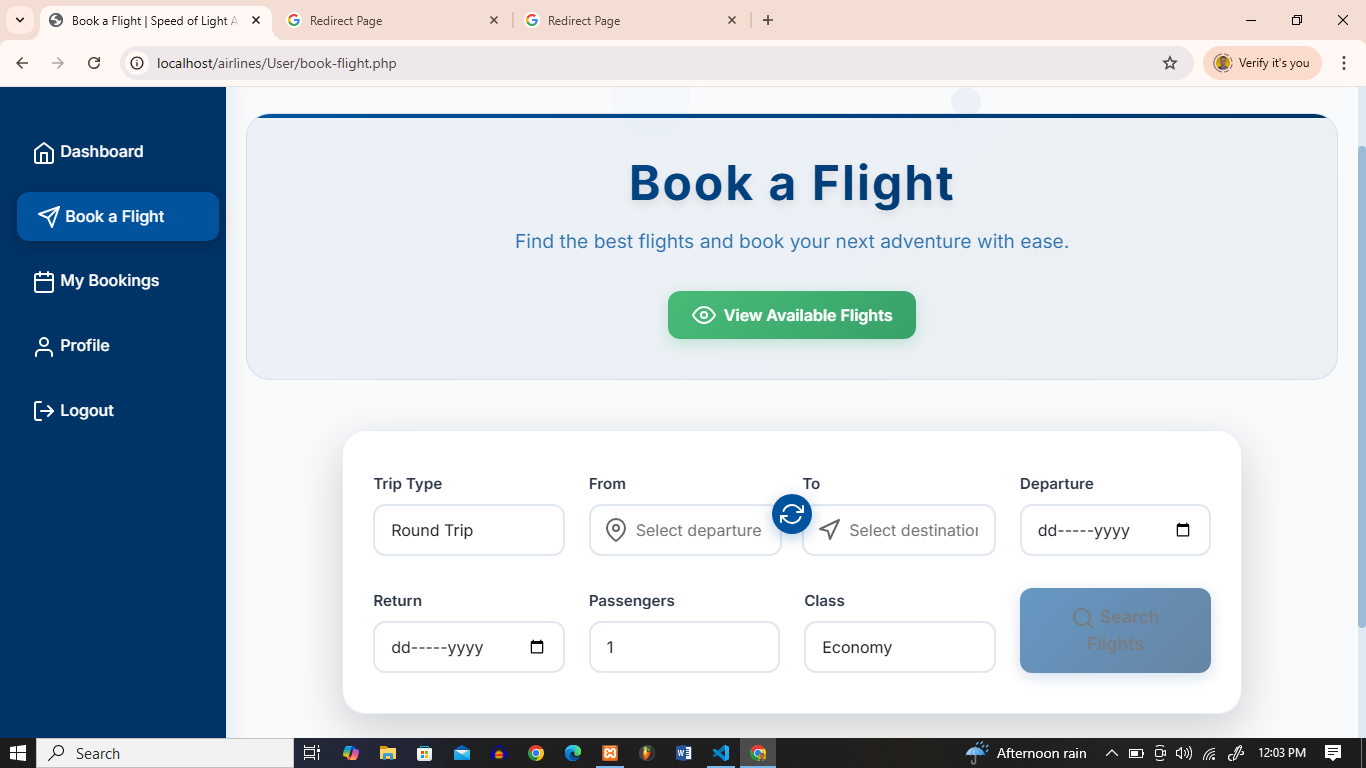 Book a Flight | Speed of Light A
Redirect Page
Redirect Page
localhost/airlines/User/book-flight.php
Verify it's you
Dashboard
Book a Flight
My Bookings
Profile
Logout
Book a Flight
Find the best flights and book your next adventure with ease.
View Available Flights
Trip Type
From
To
Departure
Round Trip
Select departure
Select destination
dd-----yyyy
Return
Passengers
Class
Search
Flights
dd-----yyyy
1
Economy
Search
Afternoon rain
12:03 PM